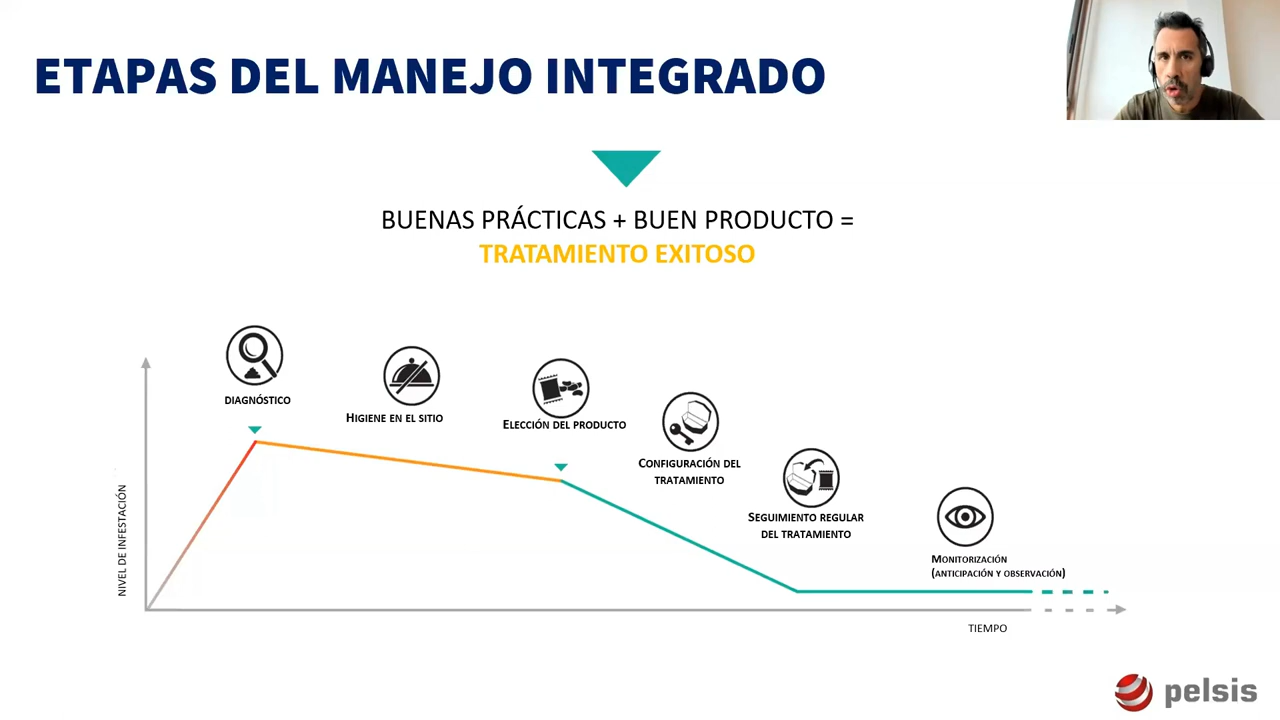 ETAPAS DEL MANEJO INTEGRADO
BUENAS PRÁCTICAS + BUEN PRODUCTO =
TRATAMIENTO EXITOSO
DIAGNÓSTICO
HIGIENE EN EL SITIO
ELECCIÓN DEL PRODUCTO
CONFIGURACIÓN DEL
TRATAMIENTO
SEGUIMIENTO REGULAR
DEL TRATAMIENTO
MONITORIZACIÓN
(ANTICIPACIÓN Y OBSERVACIÓN)
NIVEL DE INFESTACIÓN
TIEMPO
pelsis